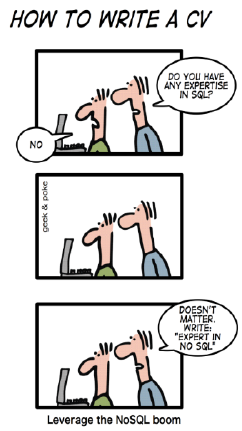 HOW TO WRITE A CV
DO YOU HAVE
ANY EXPERTISE
IN SQL?
NO
geek & poke
DOESN'T
MATTER.
WRITE:
"EXPERT IN
NO SQL"
Leverage the NoSQL boom